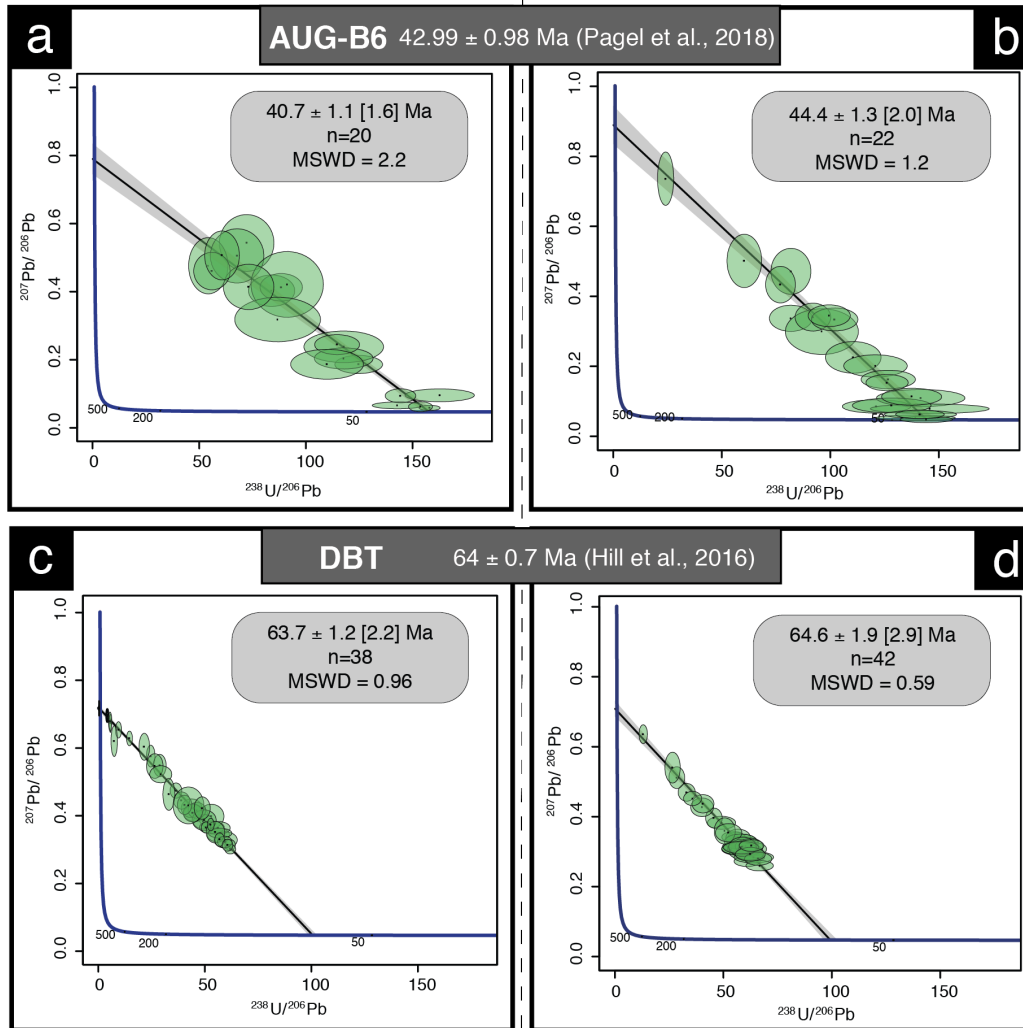 a
AUG-B6 42.99 ± 0.98 Ma (Pagel et al., 2018)
b
40.7 ± 1.1 [1.6] Ma
n=20
MSWD = 2.2
207Pb/ 206Pb
1.0
0.8
0.6
0.4
0.2
0.0
500
200
50
0 50 100 150
238U/206Pb
44.4 ± 1.3 [2.0] Ma
n=22
MSWD = 1.2
207Pb/ 206Pb
1.0
0.8
0.6
0.4
0.2
0.0
500
200
50
0 50 100 150
238U/206Pb
c
DBT 64 ± 0.7 Ma (Hill et al., 2016)
d
63.7 ± 1.2 [2.2] Ma
n=38
MSWD = 0.96
207Pb/ 206Pb
1.0
0.8
0.6
0.4
0.2
0.0
500
200
50
0 50 100 150
238U/206Pb
64.6 ± 1.9 [2.9] Ma
n=42
MSWD = 0.59
207Pb/ 206Pb
1.0
0.8
0.6
0.4
0.2
0.0
500
200
50
0 50 100 150
238U/206Pb